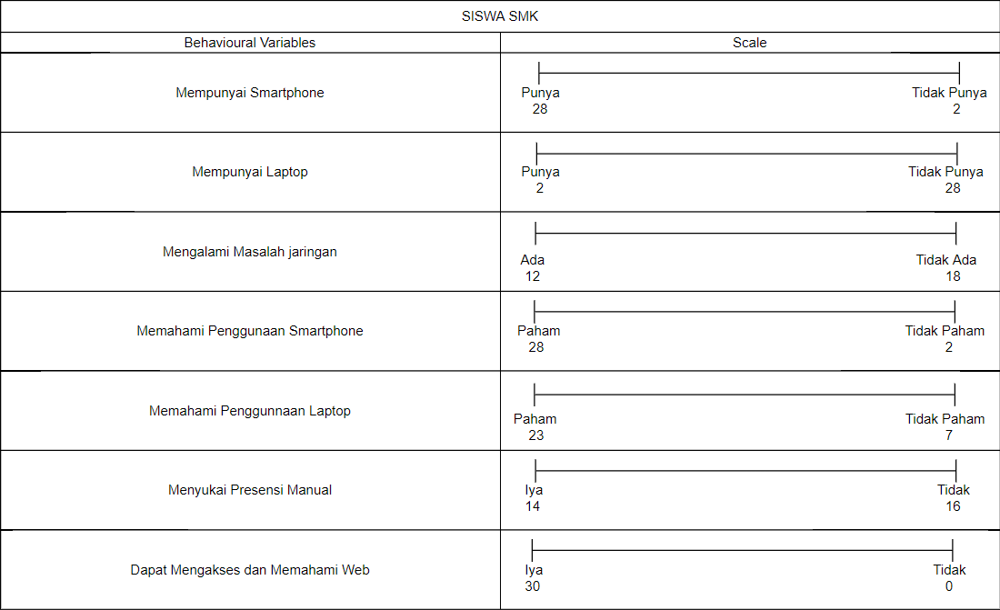 SISWA SMK
Behavioural Variables Scale
Mempunyai Smartphone
Punya Tidak Punya
28 2
Mempunyai Laptop
Punya Tidak Punya
2 28
Mengalami Masalah jaringan
Ada Tidak Ada
12 18
Memahami Penggunaan Smartphone
Paham Tidak Paham
28 2
Memahami Penggunnaan Laptop
Paham Tidak Paham
23 7
Menyukai Presensi Manual
Iya Tidak
14 16
Dapat Mengakses dan Memahami Web
Iya Tidak
30 0